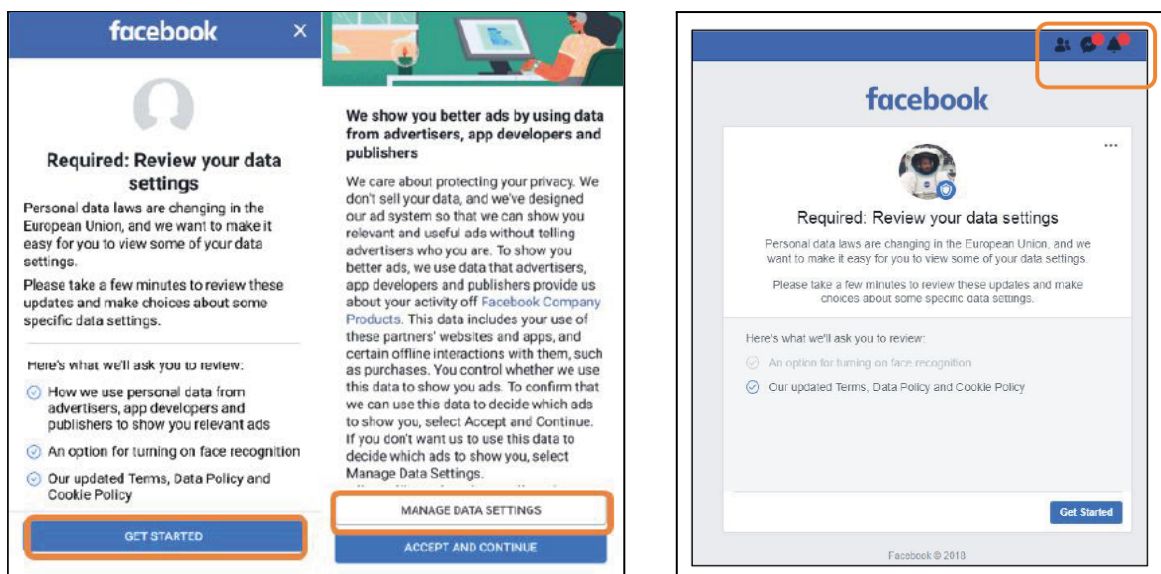 facebook
×
Required: Review your data
settings
Personal data laws are changing in the
European Union, and we want to make it
easy for you to view some of your data
settings.
Please take a few minutes to review these
updates and make choices about some
specific data settings.
Here's what we'll ask you to review:
How we use personal data from
advertisers, app developers and
publishers to show you relevant ads
An option for turning on face recognition
Our updated Terms, Data Policy and
Cookie Policy
GET STARTED
We show you better ads by using data
from advertisers, app developers and
publishers
We care about protecting your privacy. We
don't sell your data, and we've designed
our ad system so that we can show you
relevant and useful ads without telling
advertisers who you are. To show you
better ads, we use data that advertisers,
app developers and publishers provide us
about your activity off Facebook Company
Products. This data includes your use of
these partners' websites and apps, and
certain offline interactions with them, such
as purchases. You control whether we use
this data to show you ads. To confirm that
we can use this data to decide which ads
to show you, select Accept and Continue.
If you don't want us to use this data to
decide which ads to show you, select
Manage Data Settings.
MANAGE DATA SETTINGS
ACCEPT AND CONTINUE
facebook
Required: Review your data settings
Personal data laws are changing in the European Union, and we
want to make it easy for you to view some of your data settings.
Please take a few minutes to review these updates and make
choices about some specific data settings.
Here's what we'll ask you to review:
An option for turning on face recognition
Our updated Terms, Data Policy and Cookie Policy
Get Started
Facebook © 2018